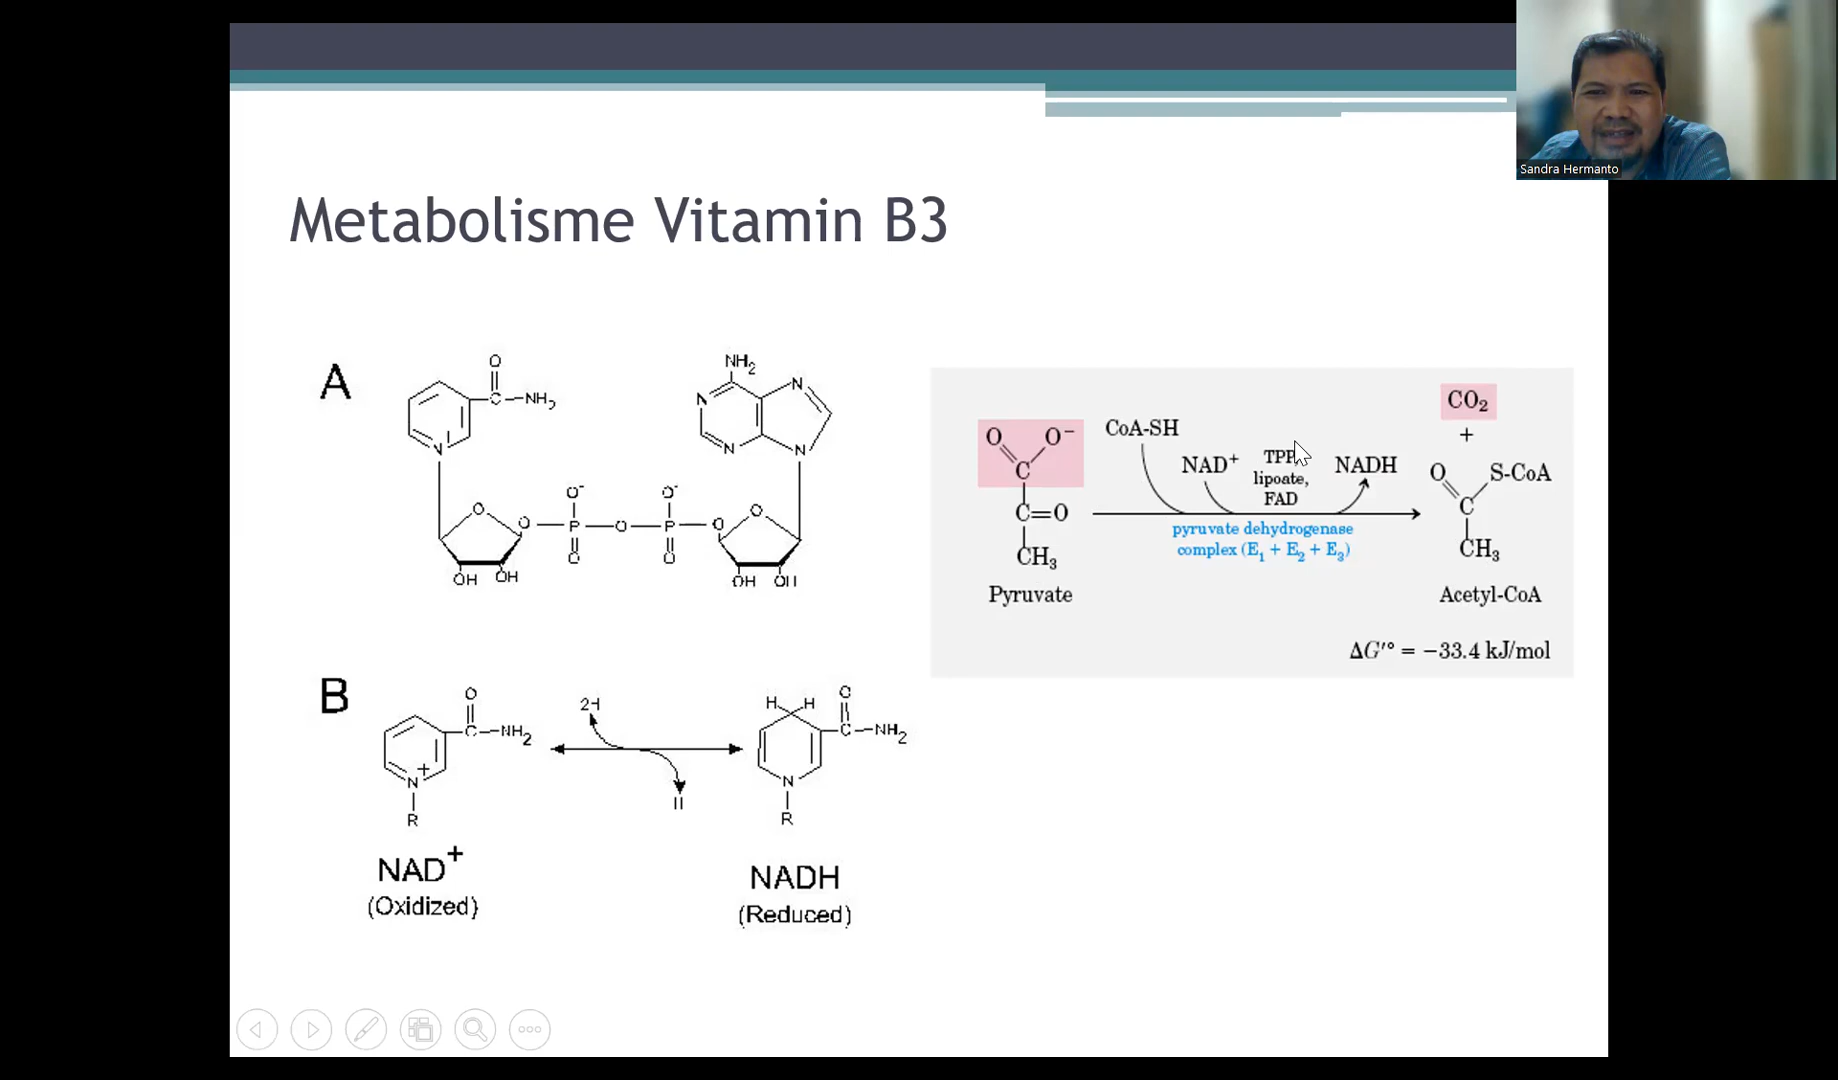 Sandra Hermanto
Metabolisme Vitamin B3
A
O
C
NH2
N
+
O
O
O-
P
O
O
O-
P
O
O
O
OH
OH
OH
NH2
N
N
N
N
CO2
+
O
O-
C
C=O
CH3
Pyruvate
CoA-SH
NAD+
TPP,
lipoate,
FAD
NADH
pyruvate dehydrogenase
complex (E1 + E2 + E3)
O
S-CoA
C
CH3
Acetyl-CoA
ΔG′° = −33.4 kJ/mol
B
O
C
NH2
+
N
R
2H
H
H
O
C
NH2
N
R
NAD+
(Oxidized)
NADH
(Reduced)